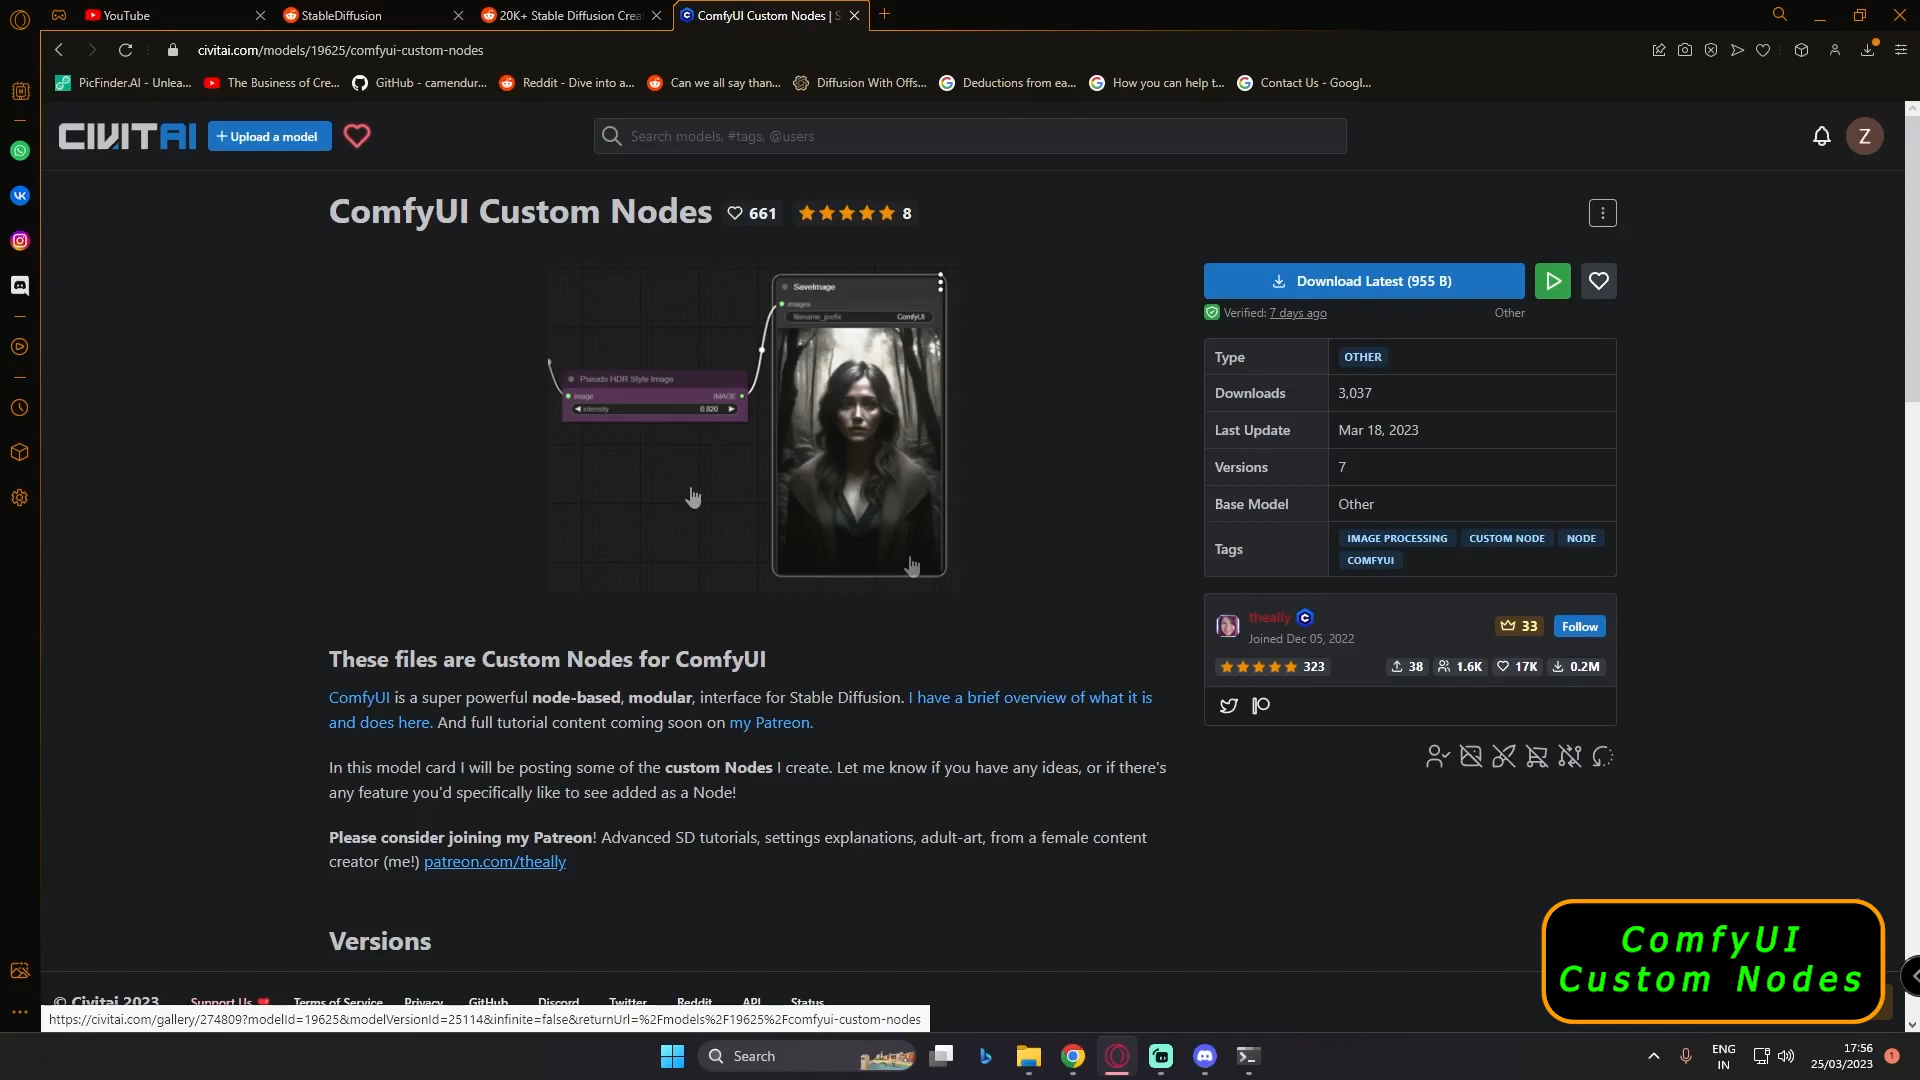 YouTube
StableDiffusion
20K+ Stable Diffusion Crea
ComfyUI Custom Nodes | S
civitai.com/models/19625/comfyui-custom-nodes
PicFinder.AI - Unlea...
The Business of Cre...
GitHub - camendur...
Reddit - Dive into a...
Can we all say than...
Diffusion With Offs...
Deductions from ea...
How you can help t...
Contact Us - Googl...
CIVITAI
+ Upload a model
Search models, #tags, @users
Z
ComfyUI Custom Nodes
661
8
SaveImage
images
filename_prefix
ComfyUI
Pseudo HDR Style Image
image
IMAGE
intensity
0.820
Download Latest (955 B)
Verified: 7 days ago
Other
Type
OTHER
Downloads
3,037
Last Update
Mar 18, 2023
Versions
7
Base Model
Other
Tags
IMAGE PROCESSING
CUSTOM NODE
NODE
COMFYUI
theally
Joined Dec 05, 2022
33
Follow
323
38
1.6K
17K
0.2M
These files are Custom Nodes for ComfyUI
ComfyUI is a super powerful node-based, modular, interface for Stable Diffusion. I have a brief overview of what it is
and does here. And full tutorial content coming soon on my Patreon.
In this model card I will be posting some of the custom Nodes I create. Let me know if you have any ideas, or if there's
any feature you'd specifically like to see added as a Node!
Please consider joining my Patreon! Advanced SD tutorials, settings explanations, adult-art, from a female content
creator (me!) patreon.com/theally
Versions
ComfyUI
Custom Nodes
© Civitai 2023
Support Us
Terms of Service
Privacy
GitHub
Discord
Twitter
Reddit
API
Status
https://civitai.com/gallery/274809?modelId=19625&modelVersionId=25114&infinite=false&returnUrl=%2Fmodels%2F19625%2Fcomfyui-custom-nodes
Search
ENG
IN
17:56
25/03/2023
1